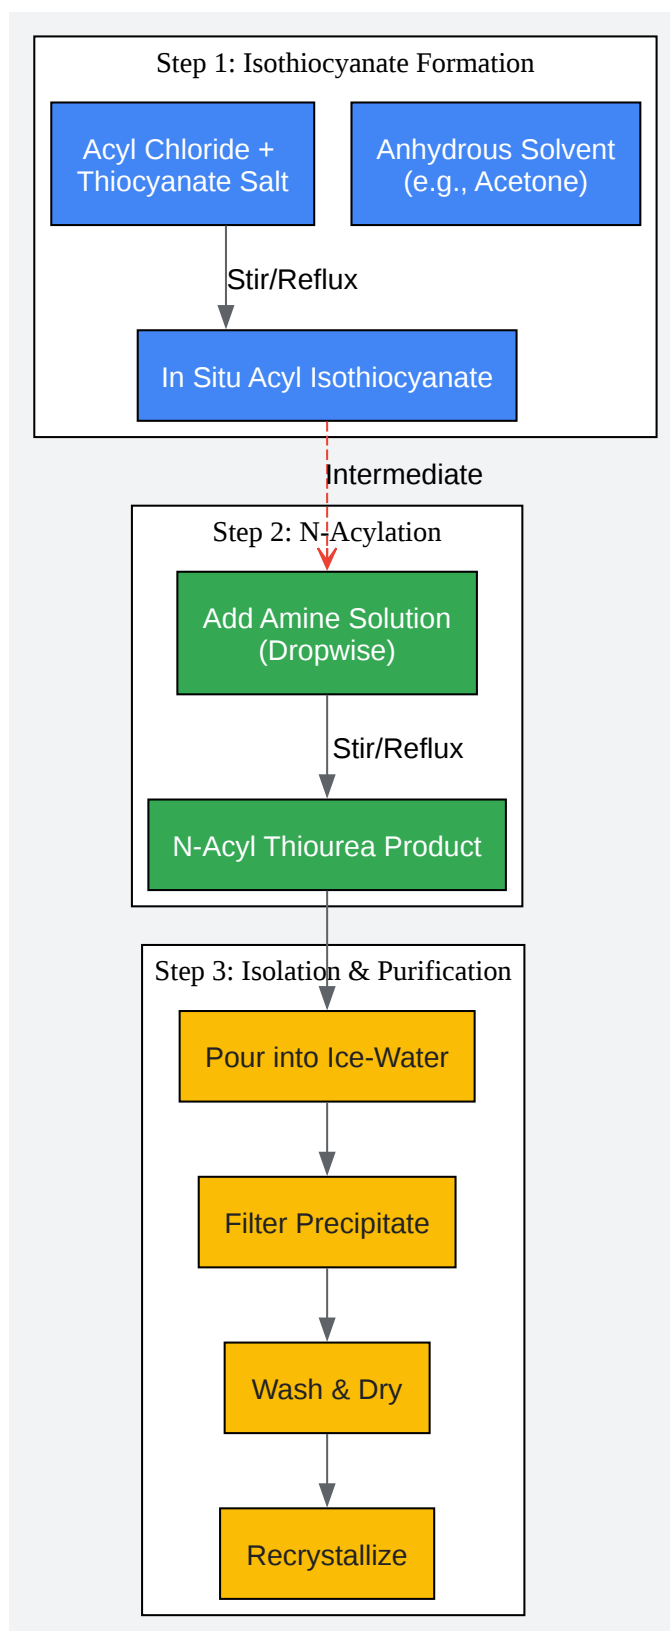 Step 1: Isothiocyanate Formation
Acyl Chloride +
Thiocyanate Salt
Anhydrous Solvent
(e.g., Acetone)
Stir/Reflux
In Situ Acyl Isothiocyanate
Intermediate
Step 2: N-Acylation
Add Amine Solution
(Dropwise)
Stir/Reflux
N-Acyl Thiourea Product
Step 3: Isolation & Purification
Pour into Ice-Water
Filter Precipitate
Wash & Dry
Recrystallize